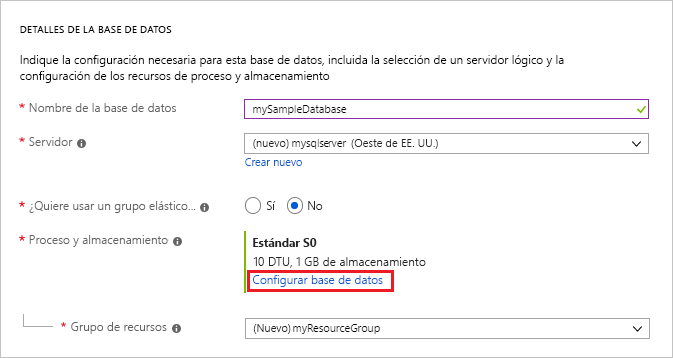 DETALLES DE LA BASE DE DATOS
Indique la configuración necesaria para esta base de datos, incluida la selección de un servidor lógico y la
configuración de los recursos de proceso y almacenamiento
* Nombre de la base de datos
mySampleDatabase
* Servidor
(nuevo) mysqlserver (Oeste de EE. UU.)
Crear nuevo
* ¿Quiere usar un grupo elástico...
Sí
No
* Proceso y almacenamiento
Estándar S0
10 DTU, 1 GB de almacenamiento
Configurar base de datos
* Grupo de recursos
(Nuevo) myResourceGroup